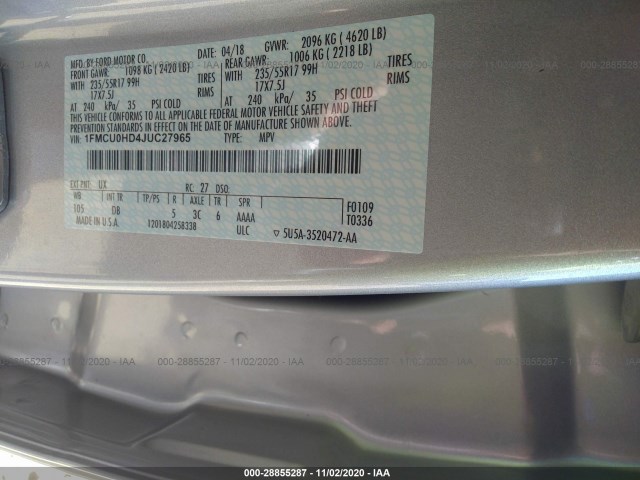 MFD. BY FORD MOTOR CO.
04/18
GVWR: 2096 KG ( 4620 LB)
FRONT GAWR: 1098 KG ( 2420 LB)
REAR GAWR: 1006 KG ( 2218 LB)
WITH 235/55R17 99H TIRES
WITH 235/55R17 99H TIRES
17X7.5J RIMS
17X7.5J RIMS
AT 240 kPa/ 35 PSI COLD
AT 240 kPa/ 35 PSI COLD
THIS VEHICLE CONFORMS TO ALL APPLICABLE FEDERAL MOTOR VEHICLE SAFETY AND THEFT
PREVENTION STANDARDS IN EFFECT ON THE DATE OF MANUFACTURE SHOWN ABOVE.
VIN: 1FMCU0HD4JUC27965
TYPE: MPV
EXT PNT: UX RC: 27 DSO:
WB INT TR TP/PS R AXLE TR SPR
105 DB 5 3C 6 AAAA
F0109
T0336
MADE IN U.S.A. 1201804258338 ULC
▽ 5U5A-3520472-AA
000-28855287 - 11/02/2020 - IAA